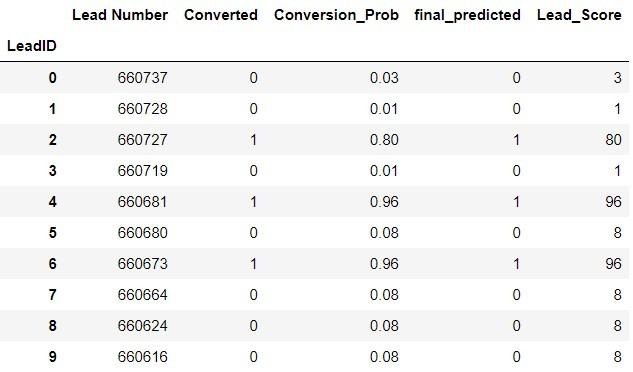 Lead Number Converted Conversion_Prob final_predicted Lead_Score
LeadID
0 660737 0 0.03 0 3
1 660728 0 0.01 0 1
2 660727 1 0.80 1 80
3 660719 0 0.01 0 1
4 660681 1 0.96 1 96
5 660680 0 0.08 0 8
6 660673 1 0.96 1 96
7 660664 0 0.08 0 8
8 660624 0 0.08 0 8
9 660616 0 0.08 0 8